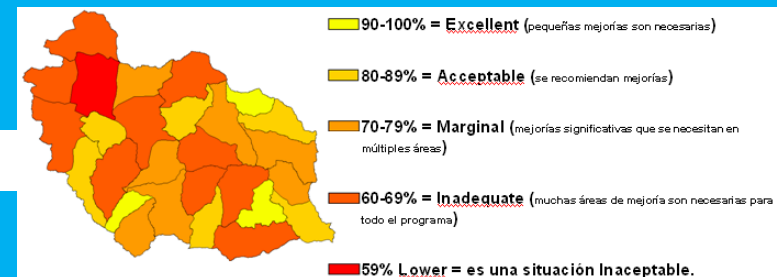 90-100% = Excellent (pequeñas mejorías son necesarias)
80-89% = Acceptable (se recomiendan mejorías)
70-79% = Marginal (mejorías significativas que se necesitan en
múltiples áreas)
60-69% = Inadequate (muchas áreas de mejoría son necesarias para
todo el programa)
59% Lower = es una situación Inaceptable.